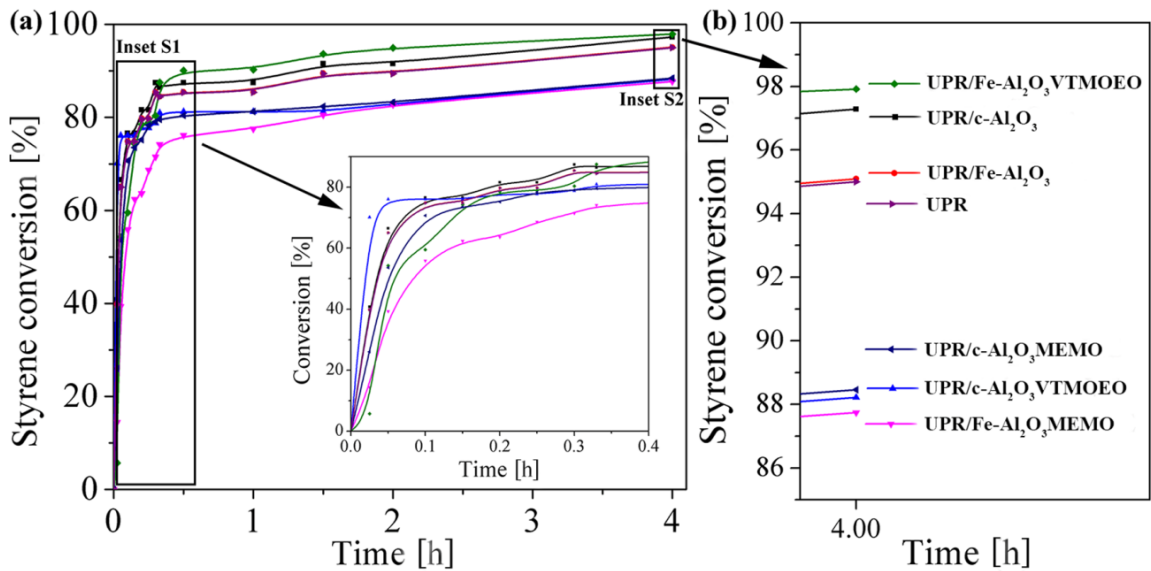 (a)
Styrene conversion [%]
100
80
60
40
20
0
Inset S1
Inset S2
0
1
2
3
4
Time [h]
Conversion [%]
80
60
40
20
0
0.0
0.1
0.2
0.3
0.4
Time [h]
(b)
Styrene conversion [%]
100
98
96
94
92
90
88
86
UPR/Fe-Al₂O₃VTMOEO
UPR/c-Al₂O₃
UPR/Fe-Al₂O₃
UPR
UPR/c-Al₂O₃MEMO
UPR/c-Al₂O₃VTMOEO
UPR/Fe-Al₂O₃MEMO
4.00
Time [h]